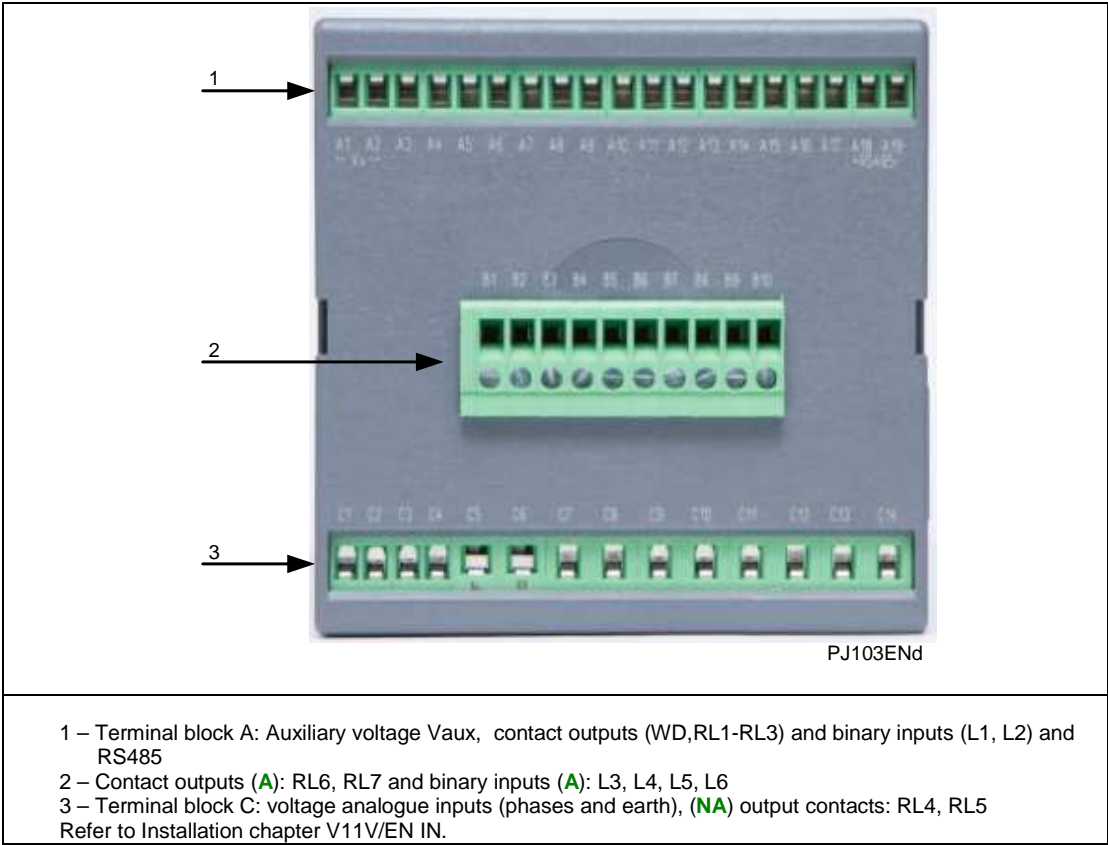 1
A1 A2 A3 A4 A5 A6 A7 A8 A9 A10 A11 A12 A13 A14 A15 A16 A17 A18 A19
~ Va ~ +RS485-
B1 B2 B3 B4 B5 B6 B7 B8 B9 B10
2
C1 C2 C3 C4 C5 C6 C7 C8 C9 C10 C11 C12 C13 C14
3
PJ103ENd
1 – Terminal block A: Auxiliary voltage Vaux, contact outputs (WD,RL1-RL3) and binary inputs (L1, L2) and
RS485
2 – Contact outputs (A): RL6, RL7 and binary inputs (A): L3, L4, L5, L6
3 – Terminal block C: voltage analogue inputs (phases and earth), (NA) output contacts: RL4, RL5
Refer to Installation chapter V11V/EN IN.